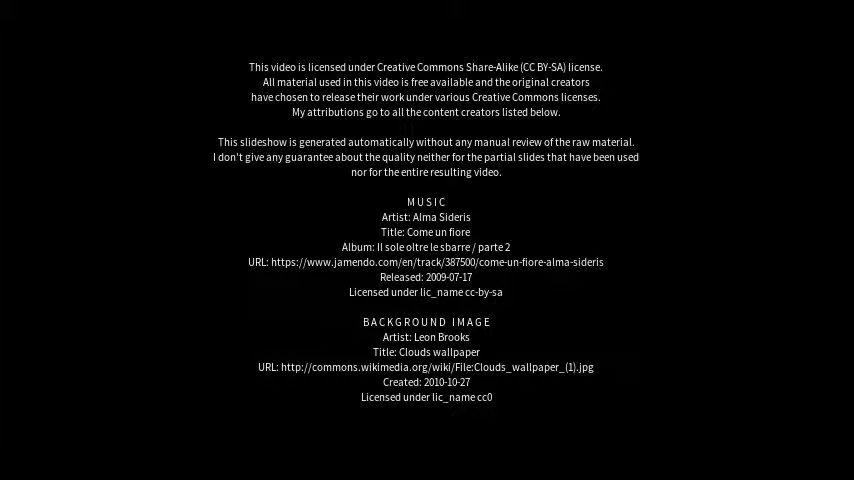 This video is licensed under Creative Commons Share-Alike (CC BY-SA) license.
All material used in this video is free available and the original creators
have chosen to release their work under various Creative Commons licenses.
My attributions go to all the content creators listed below.
This slideshow is generated automatically without any manual review of the raw material.
I don't give any guarantee about the quality neither for the partial slides that have been used
nor for the entire resulting video.
M U S I C
Artist: Alma Sideris
Title: Come un fiore
Album: Il sole oltre le sbarre / parte 2
URL: https://www.jamendo.com/en/track/387500/come-un-fiore-alma-sideris
Released: 2009-07-17
Licensed under lic_name cc-by-sa
B A C K G R O U N D   I M A G E
Artist: Leon Brooks
Title: Clouds wallpaper
URL: http://commons.wikimedia.org/wiki/File:Clouds_wallpaper_(1).jpg
Created: 2010-10-27
Licensed under lic_name cc0